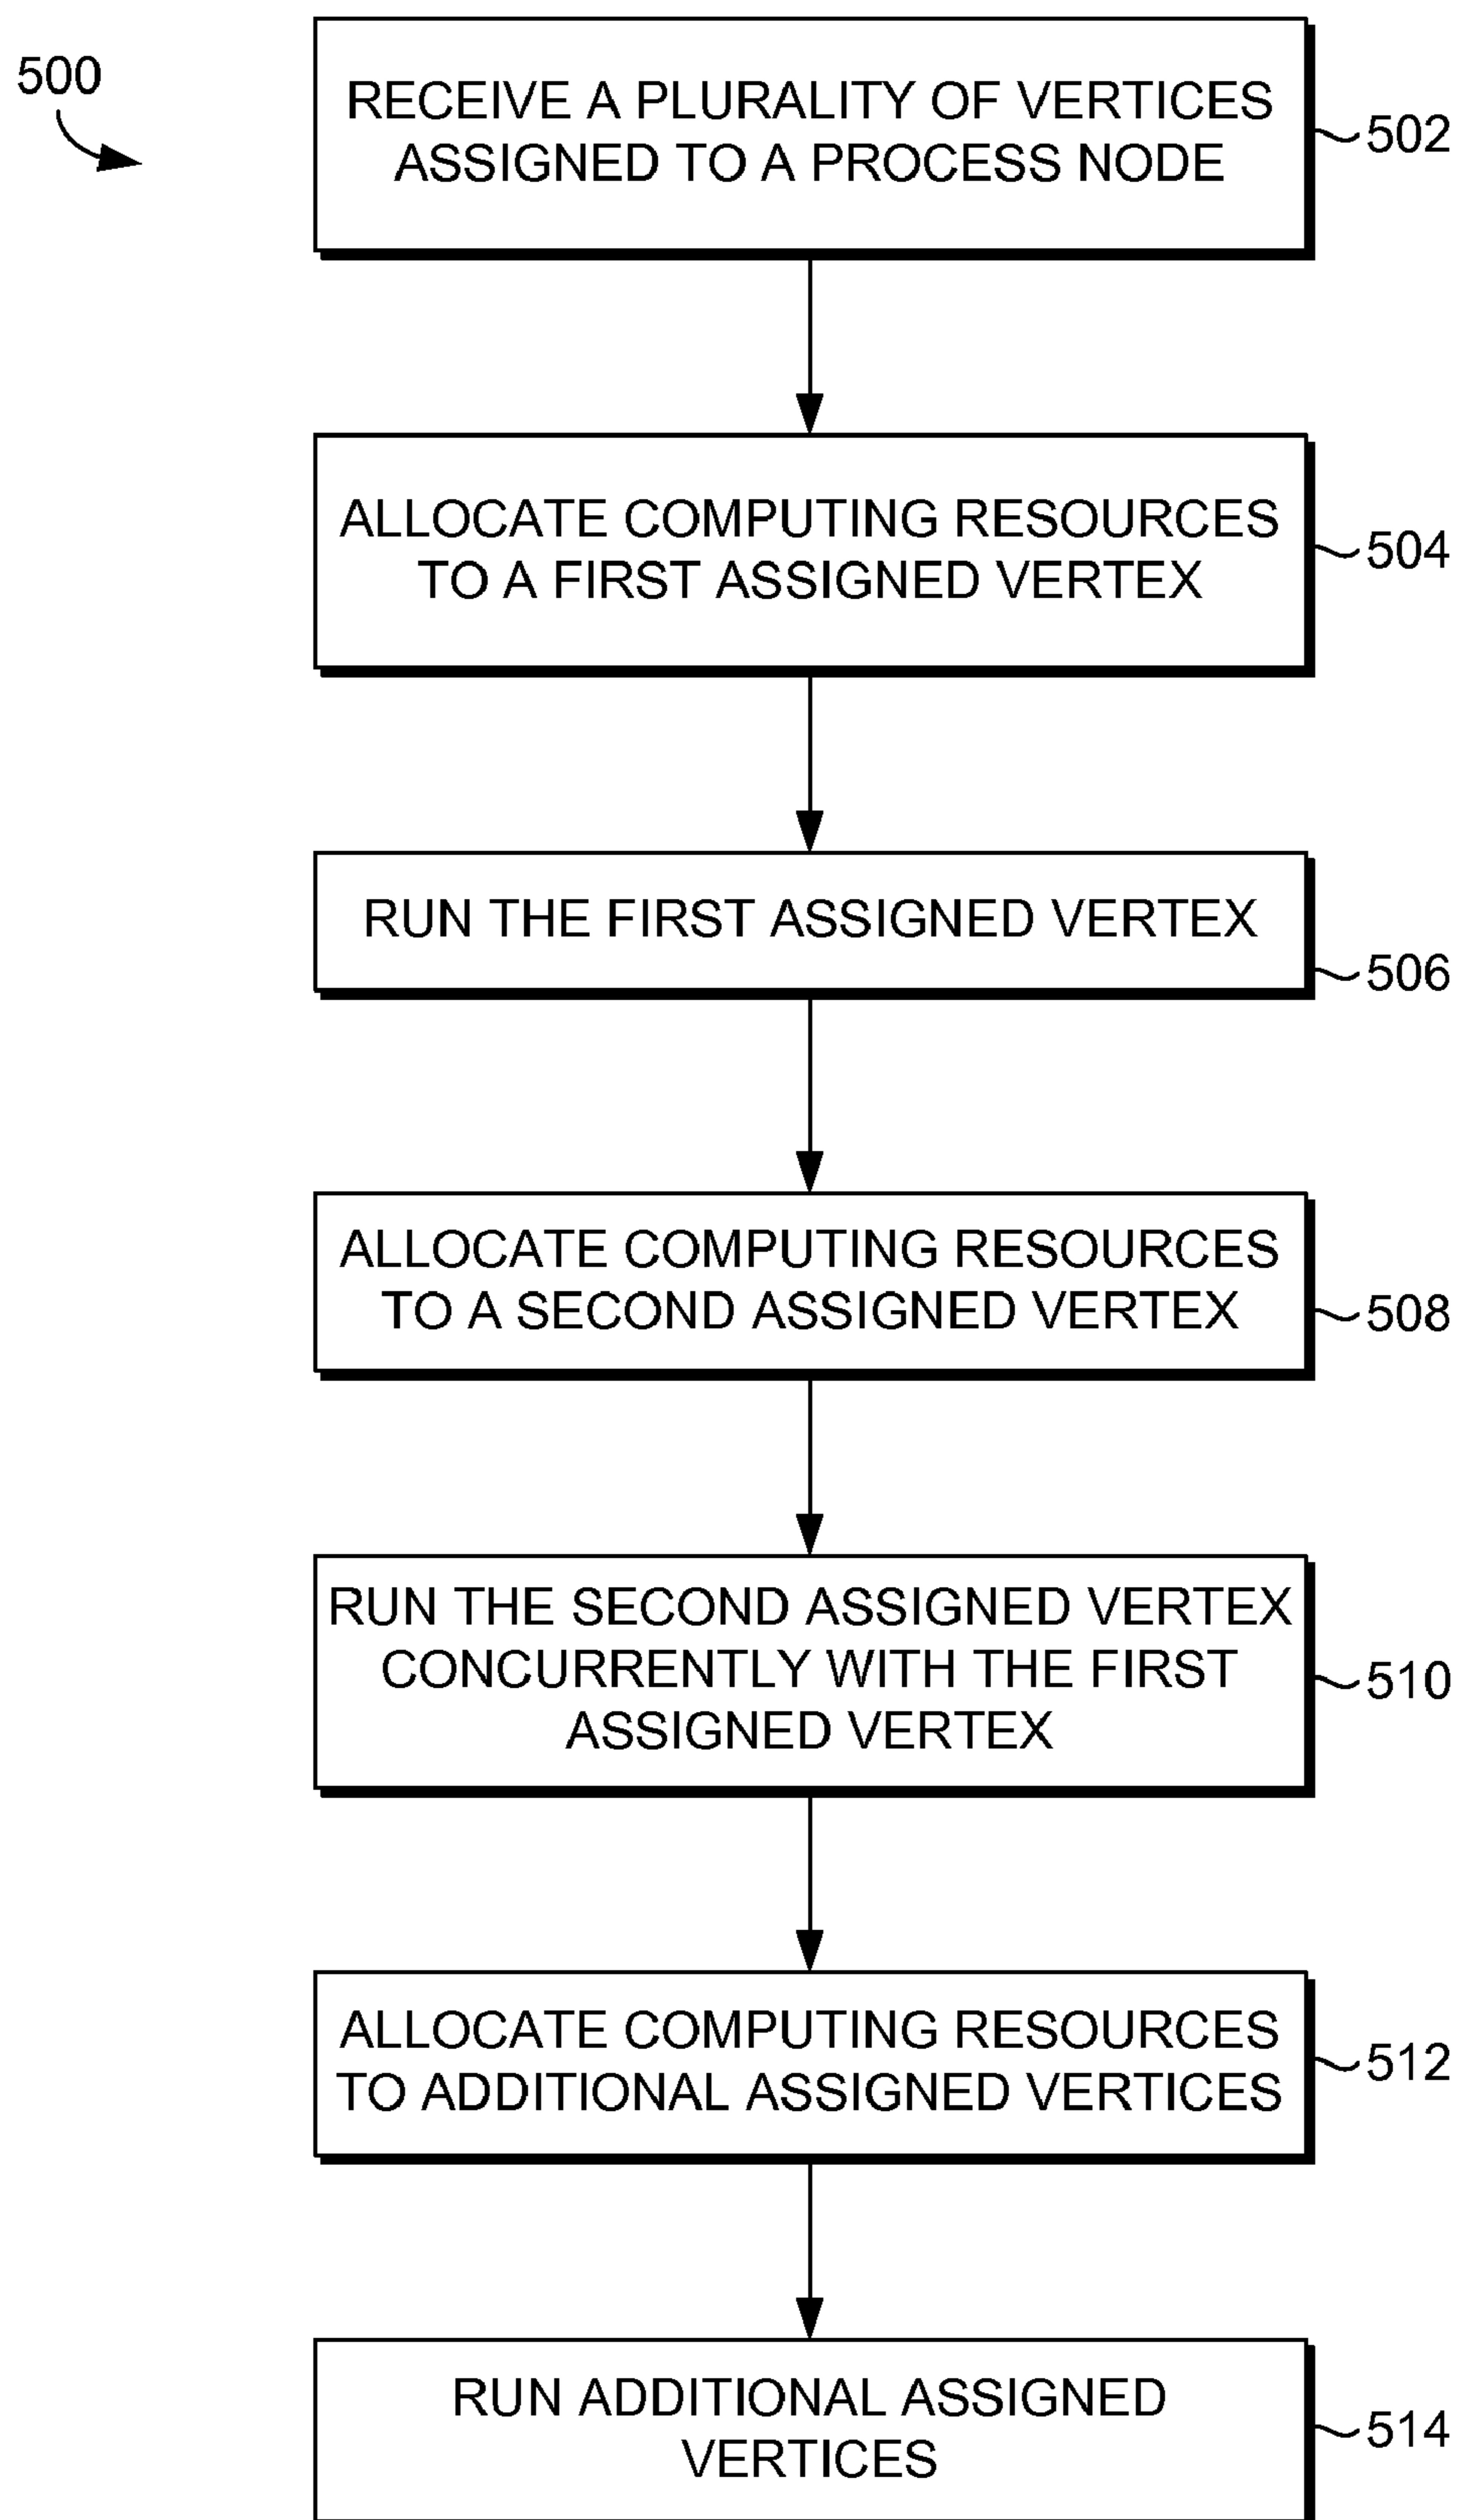 500
RECEIVE A PLURALITY OF VERTICES
ASSIGNED TO A PROCESS NODE
502
ALLOCATE COMPUTING RESOURCES
TO A FIRST ASSIGNED VERTEX
504
RUN THE FIRST ASSIGNED VERTEX
506
ALLOCATE COMPUTING RESOURCES
TO A SECOND ASSIGNED VERTEX
508
RUN THE SECOND ASSIGNED VERTEX
CONCURRENTLY WITH THE FIRST
ASSIGNED VERTEX
510
ALLOCATE COMPUTING RESOURCES
TO ADDITIONAL ASSIGNED VERTICES
512
RUN ADDITIONAL ASSIGNED
VERTICES
514